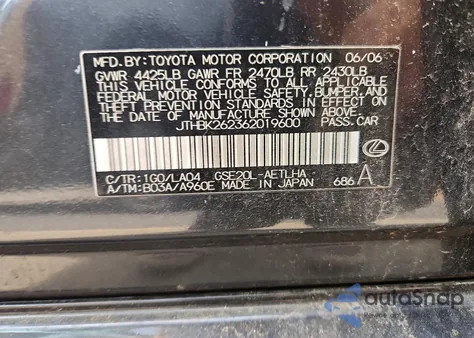 MFD.BY:TOYOTA MOTOR CORPORATION 06/06
GVWR 4425LB GAWR FR 2470LB RR 2430LB
THIS VEHICLE CONFORMS TO ALL APPLICABLE
FEDERAL MOTOR VEHICLE SAFETY, BUMPER, AND
THEFT PREVENTION STANDARDS IN EFFECT ON
THE DATE OF MANUFACTURE SHOWN ABOVE.
JTHBK262362019600 PASS.CAR
C/TR:1G0/LA04 GSE20L-AETLHA
A/TM:B03A/A960E MADE IN JAPAN 686 A
autoSnap